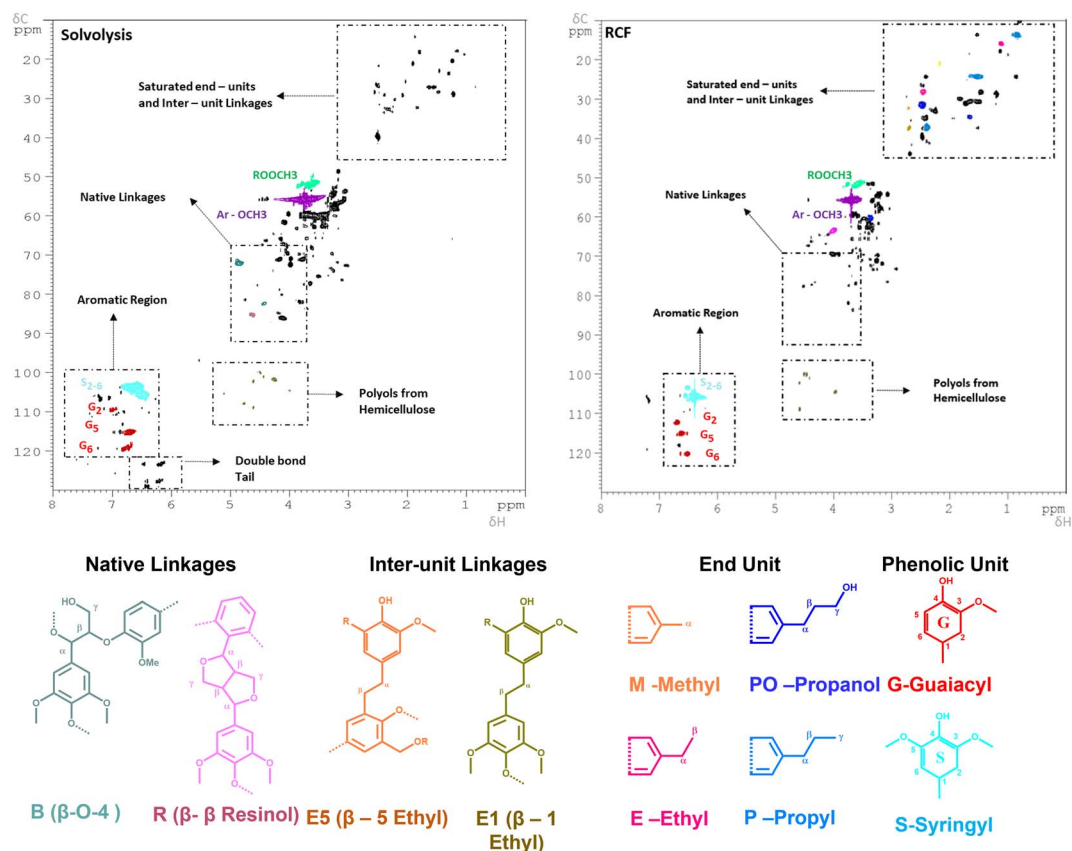 δC
ppm
Solvolysis
20
30
40
50
60
70
80
90
100
110
120
Saturated end – units
and Inter – unit Linkages
ROOCH3
Native Linkages
Ar - OCH3
Aromatic Region
S2-6
G2
G5
G6
Polyols from
Hemicellulose
Double bond
Tail
8 7 6 5 4 3 2 1 ppm
δH
δC
ppm
RCF
20
30
40
50
60
70
80
90
100
110
120
Saturated end – units
and Inter – unit Linkages
ROOCH3
Native Linkages
Ar - OCH3
Aromatic Region
S2-6
G2
G5
G6
Polyols from
Hemicellulose
8 7 6 5 4 3 2 1 ppm
δH
Native Linkages
Inter-unit Linkages
End Unit
Phenolic Unit
HO
γ
β
O
α
O
OMe
O
O
O
α
O
β
γ
γ
β
O
α
O
O
O
OH
R
O
β
α
O
OR
OH
R
O
β
α
O
O
O
α
β
OH
α
γ
OH
4
O
5
3
G
6
2
1
B (β-O-4 )
R (β- β Resinol)
E5 (β – 5 Ethyl)
E1 (β – 1
Ethyl)
M -Methyl
PO –Propanol
G-Guaiacyl
β
α
β
γ
α
OH
O
4
O
5
3
S
6
2
1
E –Ethyl
P –Propyl
S-Syringyl